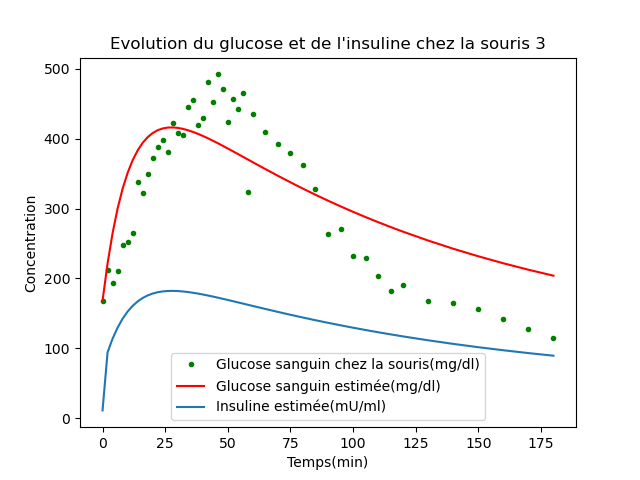 Evolution du glucose et de l'insuline chez la souris 3
500
400
300
200
100
0
Concentration
Glucose sanguin chez la souris(mg/dl)
Glucose sanguin estimée(mg/dl)
Insuline estimée(mU/ml)
0 25 50 75 100 125 150 175
Temps(min)